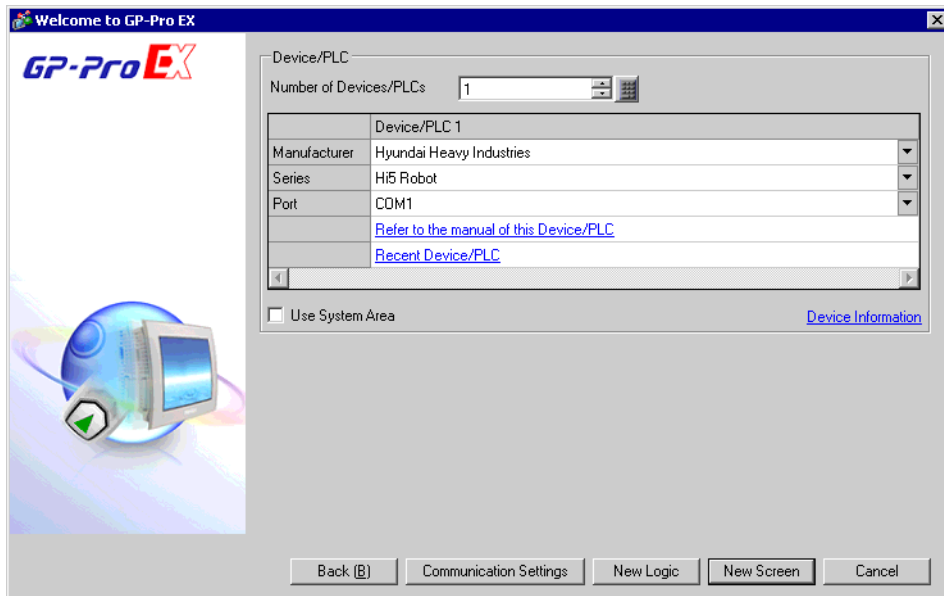 Welcome to GP-Pro EX
GP-Pro EX
Device/PLC
Number of Devices/PLCs 1
Device/PLC 1
Manufacturer Hyundai Heavy Industries
Series Hi5 Robot
Port COM1
Refer to the manual of this Device/PLC
Recent Device/PLC
Use System Area Device Information
Back (B) Communication Settings New Logic New Screen Cancel